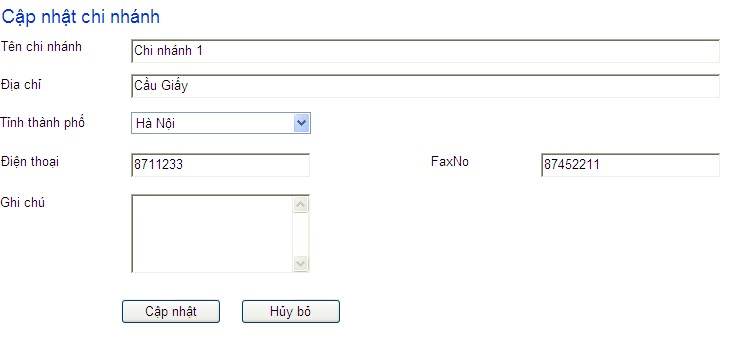 Cập nhật chi nhánh
Tên chi nhánh Chi nhánh 1
Địa chỉ Cầu Giấy
Tỉnh thành phố Hà Nội
Điện thoại 8711233 FaxNo 87452211
Ghi chú
Cập nhật Hủy bỏ